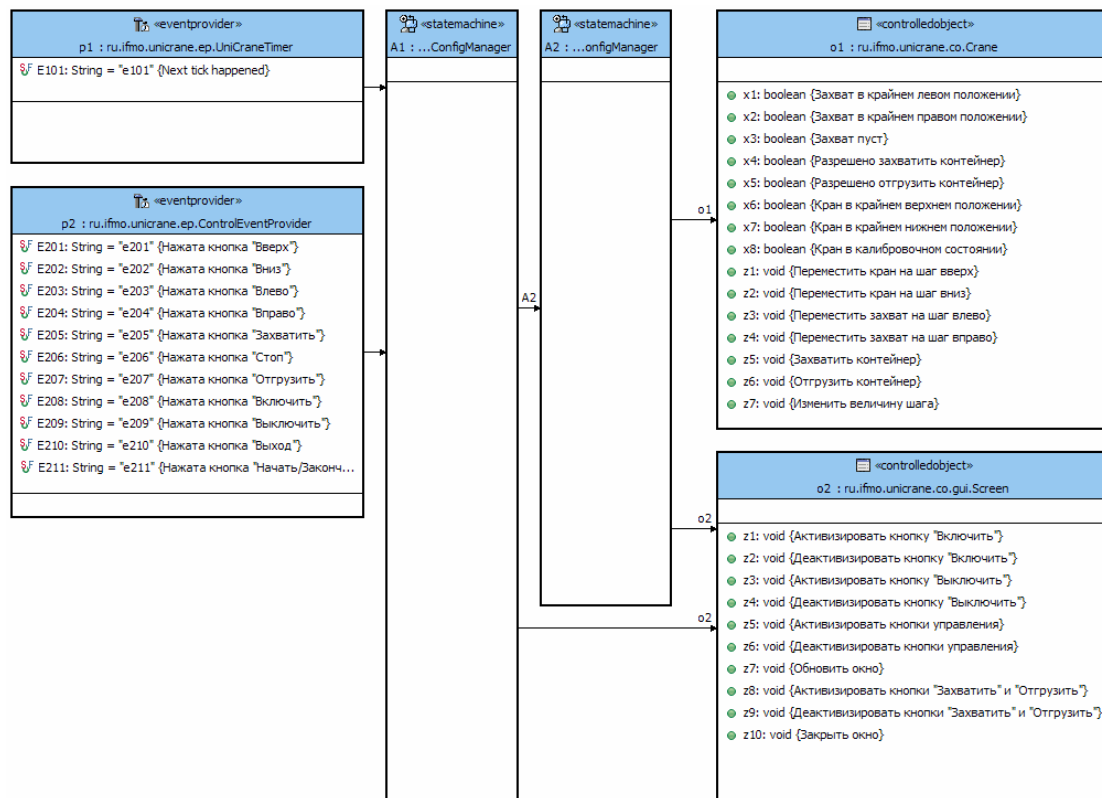 «eventprovider»
p1 : ru.ifmo.unicrane.ep.UniCraneTimer
E101: String = "e101" {Next tick happened}
«eventprovider»
p2 : ru.ifmo.unicrane.ep.ControlEventProvider
E201: String = "e201" {Нажата кнопка "Вверх"}
E202: String = "e202" {Нажата кнопка "Вниз"}
E203: String = "e203" {Нажата кнопка "Влево"}
E204: String = "e204" {Нажата кнопка "Вправо"}
E205: String = "e205" {Нажата кнопка "Захватить"}
E206: String = "e206" {Нажата кнопка "Стоп"}
E207: String = "e207" {Нажата кнопка "Отгрузить"}
E208: String = "e208" {Нажата кнопка "Включить"}
E209: String = "e209" {Нажата кнопка "Выключить"}
E210: String = "e210" {Нажата кнопка "Выход"}
E211: String = "e211" {Нажата кнопка "Начать/Законч...
«statemachine»
A1 : ...ConfigManager
A2
«statemachine»
A2 : ...onfigManager
o1
o2
o2
«controlledobject»
o1 : ru.ifmo.unicrane.co.Crane
x1: boolean {Захват в крайнем левом положении}
x2: boolean {Захват в крайнем правом положении}
x3: boolean {Захват пуст}
x4: boolean {Разрешено захватить контейнер}
x5: boolean {Разрешено отгрузить контейнер}
x6: boolean {Кран в крайнем верхнем положении}
x7: boolean {Кран в крайнем нижнем положении}
x8: boolean {Кран в калибровочном состоянии}
z1: void {Переместить кран на шаг вверх}
z2: void {Переместить кран на шаг вниз}
z3: void {Переместить захват на шаг влево}
z4: void {Переместить захват на шаг вправо}
z5: void {Захватить контейнер}
z6: void {Отгрузить контейнер}
z7: void {Изменить величину шага}
«controlledobject»
o2 : ru.ifmo.unicrane.co.gui.Screen
z1: void {Активизировать кнопку "Включить"}
z2: void {Деактивизировать кнопку "Включить"}
z3: void {Активизировать кнопку "Выключить"}
z4: void {Деактивизировать кнопку "Выключить"}
z5: void {Активизировать кнопки управления}
z6: void {Деактивизировать кнопки управления}
z7: void {Обновить окно}
z8: void {Активизировать кнопки "Захватить" и "Отгрузить"}
z9: void {Деактивизировать кнопки "Захватить" и "Отгрузить"}
z10: void {Закрыть окно}